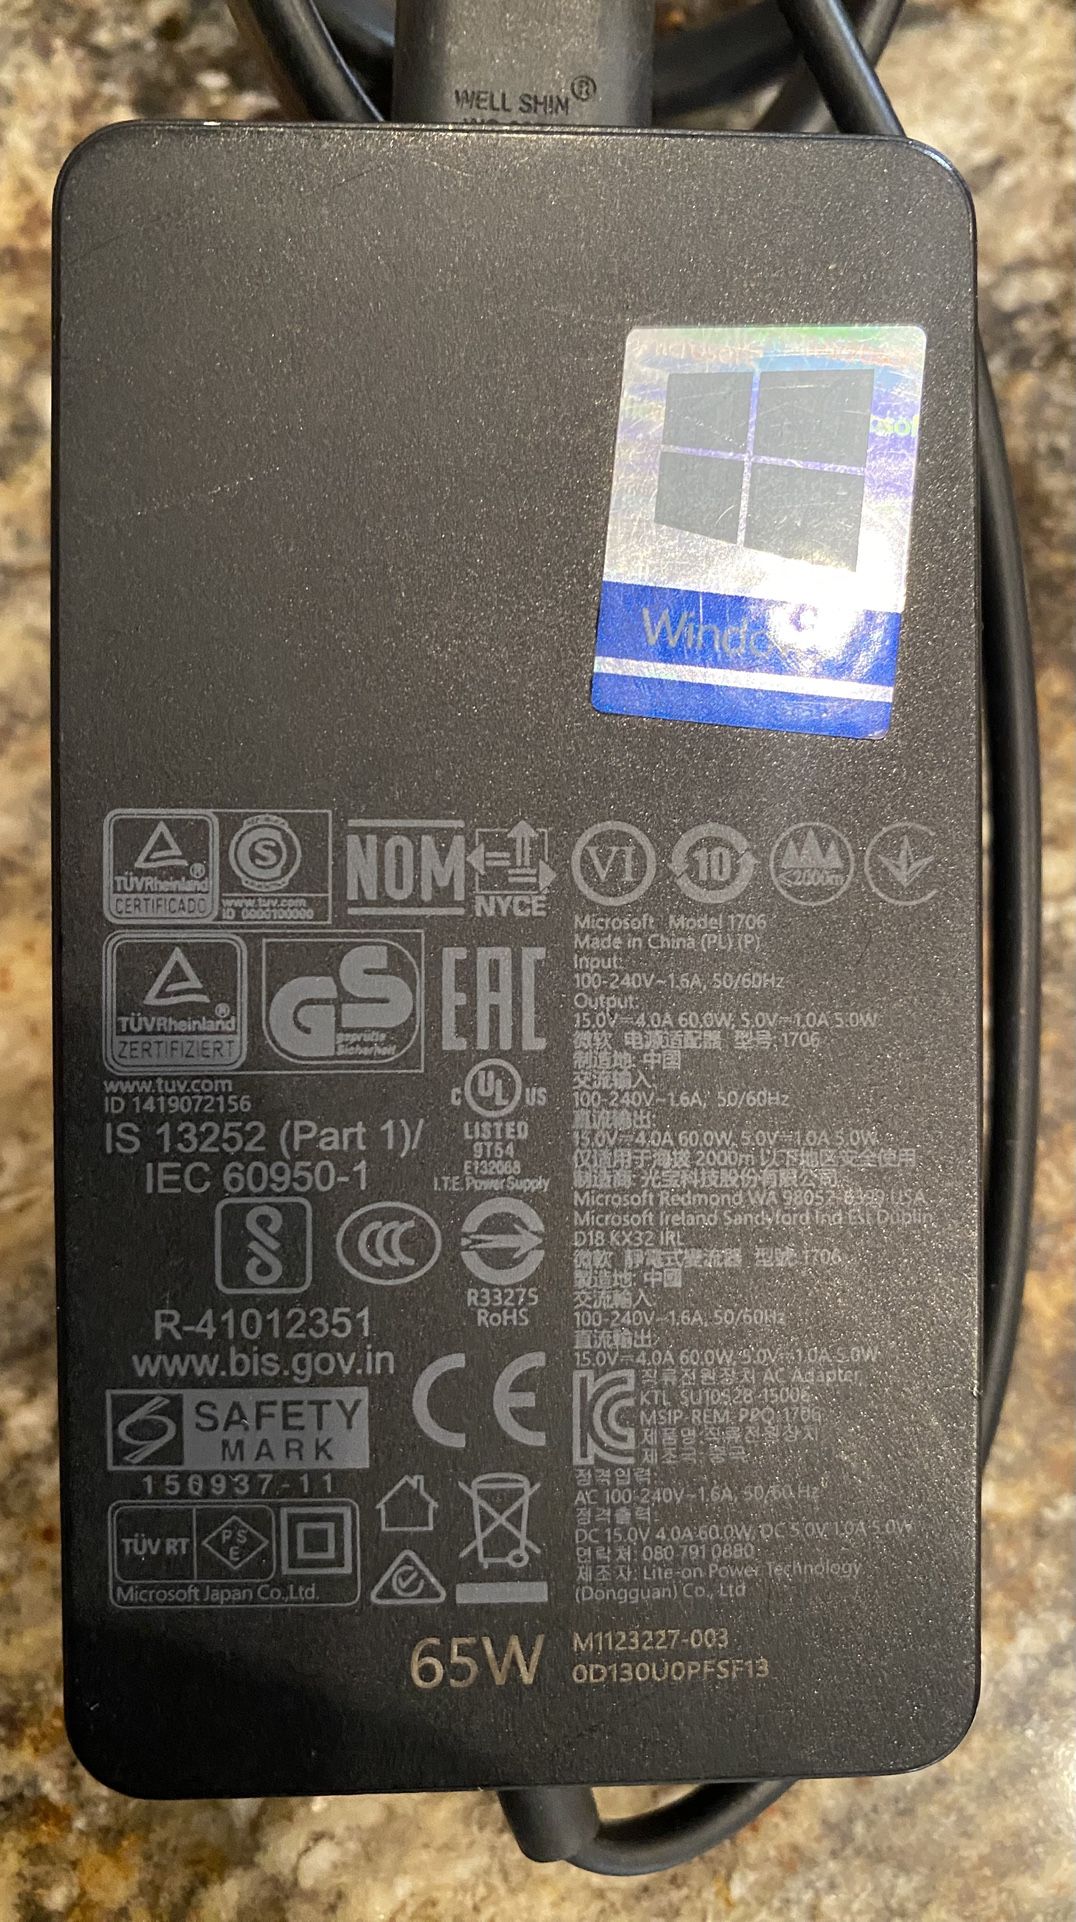 WELL SHIN®
Windo
TÜVRheinland®
CERTIFICADO
S
www.tuv.com
ID 0000100000
NOM
NYCE
VI
10
≤2000m
TÜVRheinland®
ZERTIFIZIERT
GS
geprüfte
Sicherheit
EAC
www.tuv.com
ID 1419072156
IS 13252 (Part 1)/
IEC 60950-1
C UL US
LISTED
9T54
E132068
I.T.E. Power Supply
CCC
R33275
RoHS
R-41012351
www.bis.gov.in
SAFETY
MARK
150937-11
CE
TÜV RT
PSE
Microsoft Japan Co.,Ltd.
Microsoft Model 1706
Made in China (PL) (P)
Input:
100-240V~1.6A, 50/60Hz
Output:
15.0V⎓4.0A 60.0W, 5.0V⎓1.0A 5.0W
微软 电源适配器 型号: 1706
制造地: 中国
交流输入:
100-240V~1.6A, 50/60Hz
直流输出:
15.0V⎓4.0A 60.0W, 5.0V⎓1.0A 5.0W
仅适用于海拔 2000m 以下地区安全使用
制造商: 光宝科技股份有限公司
Microsoft Redmond WA 98052-6399 USA
Microsoft Ireland Sandyford Ind Est Dublin
D18 KX32 IRL
微軟 靜電式變流器 型號: 1706
製造地: 中國
交流輸入:
100-240V~1.6A, 50/60Hz
直流輸出:
15.0V⎓4.0A 60.0W, 5.0V⎓1.0A 5.0W
직류전원장치 AC Adapter
KTL SU10528-15006
MSIP-REM-PPQ-1706
제품명: 직류전원장치
제조국: 중국
정격입력:
AC 100-240V~1.6A, 50/60 Hz
정격출력:
DC 15.0V 4.0A 60.0W, DC 5.0V 1.0A 5.0W
연락처: 080 791 0880
제조자: Lite-on Power Technology
(Dongguan) Co., Ltd
65W
M1123227-003
0D130U0PFSF13